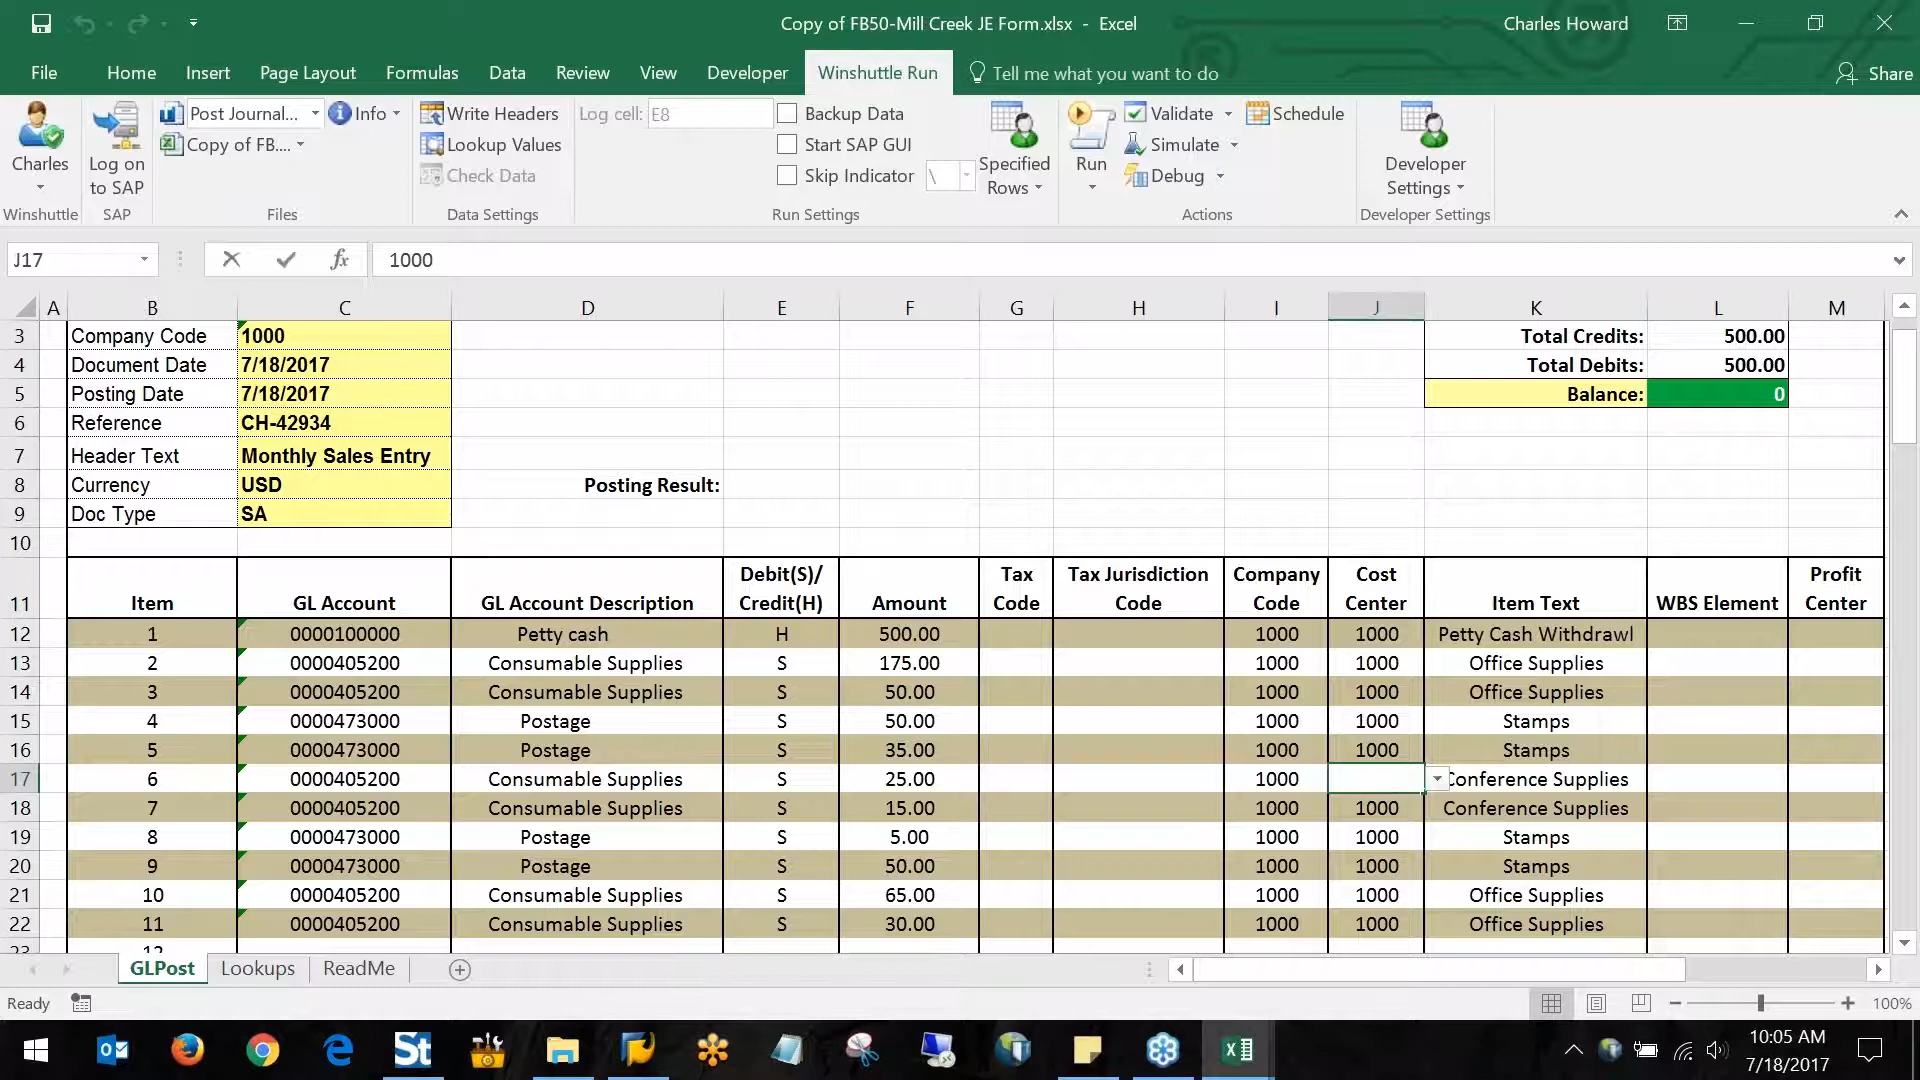 Copy of FB50-Mill Creek JE Form.xlsx - Excel
Charles Howard
File Home Insert Page Layout Formulas Data Review View Developer Winshuttle Run Tell me what you want to do Share
Charles
Winshuttle
Log on to SAP
SAP
Post Journal... Info
Copy of FB....
Files
Write Headers
Lookup Values
Check Data
Data Settings
Log cell: E8
Backup Data
Start SAP GUI
Skip Indicator \
Specified Rows
Run Settings
Run
Validate
Simulate
Debug
Schedule
Actions
Developer Settings
Developer Settings
J17 fx 1000
A B C D E F G H I J K L M
3 Company Code 1000 Total Credits: 500.00
4 Document Date 7/18/2017 Total Debits: 500.00
5 Posting Date 7/18/2017 Balance: 0
6 Reference CH-42934
7 Header Text Monthly Sales Entry
8 Currency USD Posting Result:
9 Doc Type SA
10
11 Item GL Account GL Account Description Debit(S)/ Credit(H) Amount Tax Code Tax Jurisdiction Code Company Code Cost Center Item Text WBS Element Profit Center
12 1 0000100000 Petty cash H 500.00 1000 1000 Petty Cash Withdrawl
13 2 0000405200 Consumable Supplies S 175.00 1000 1000 Office Supplies
14 3 0000405200 Consumable Supplies S 50.00 1000 1000 Office Supplies
15 4 0000473000 Postage S 50.00 1000 1000 Stamps
16 5 0000473000 Postage S 35.00 1000 1000 Stamps
17 6 0000405200 Consumable Supplies S 25.00 1000 Conference Supplies
18 7 0000405200 Consumable Supplies S 15.00 1000 1000 Conference Supplies
19 8 0000473000 Postage S 5.00 1000 1000 Stamps
20 9 0000473000 Postage S 50.00 1000 1000 Stamps
21 10 0000405200 Consumable Supplies S 65.00 1000 1000 Office Supplies
22 11 0000405200 Consumable Supplies S 30.00 1000 1000 Office Supplies
23 12
GLPost Lookups ReadMe
Ready 100%
St
10:05 AM
7/18/2017